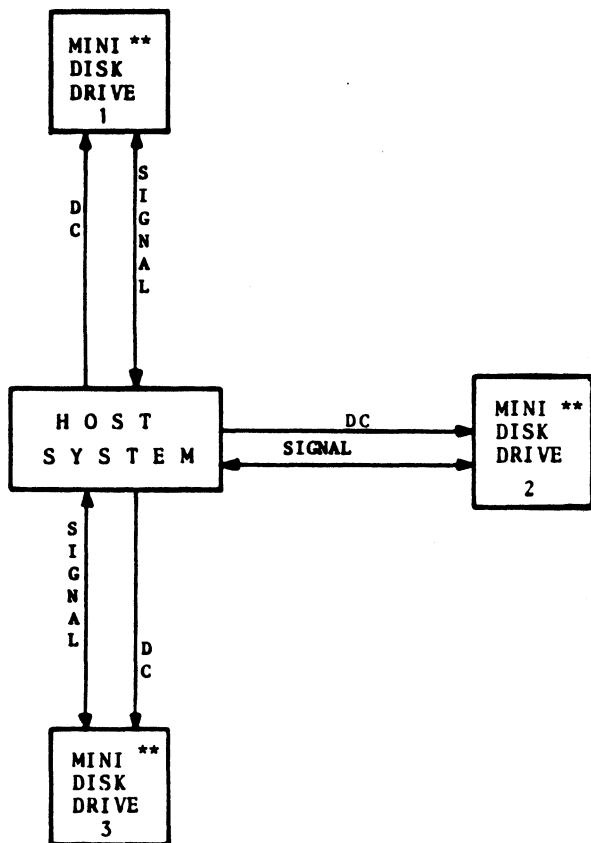 MINI **
DISK
DRIVE
1
DC
SIGNAL
HOST
SYSTEM
DC
SIGNAL
MINI **
DISK
DRIVE
2
SIGNAL
DC
MINI **
DISK
DRIVE
3